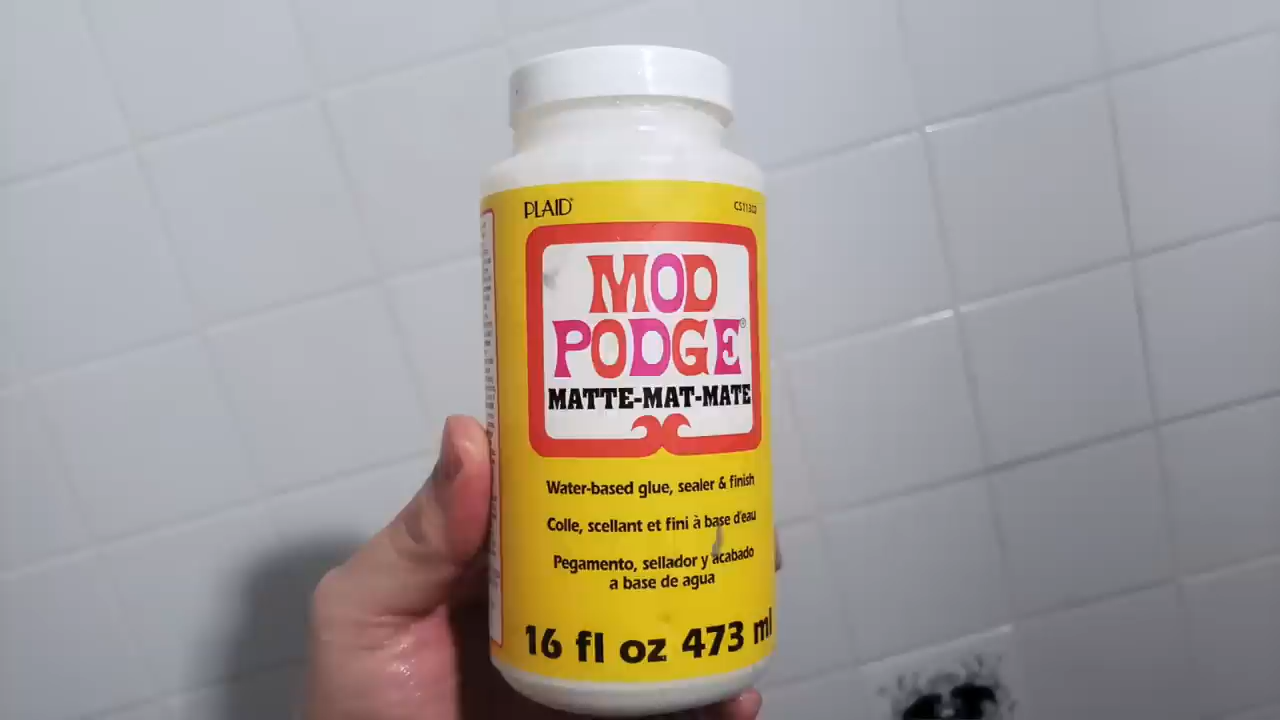 PLAID®
CS11302
MOD
PODGE®
MATTE-MAT-MATE
Water-based glue, sealer & finish
Colle, scellant et fini à base d'eau
Pegamento, sellador y acabado
a base de agua
16 fl oz 473 ml